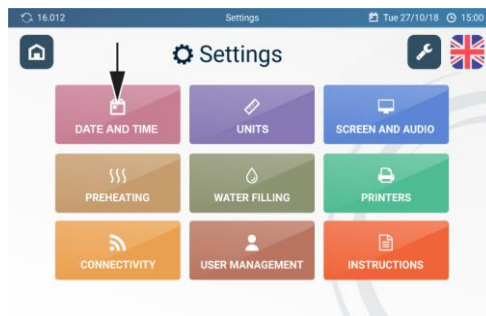 16.012 Settings Tue 27/10/18 15:00
Settings
DATE AND TIME UNITS SCREEN AND AUDIO
PREHEATING WATER FILLING PRINTERS
CONNECTIVITY USER MANAGEMENT INSTRUCTIONS